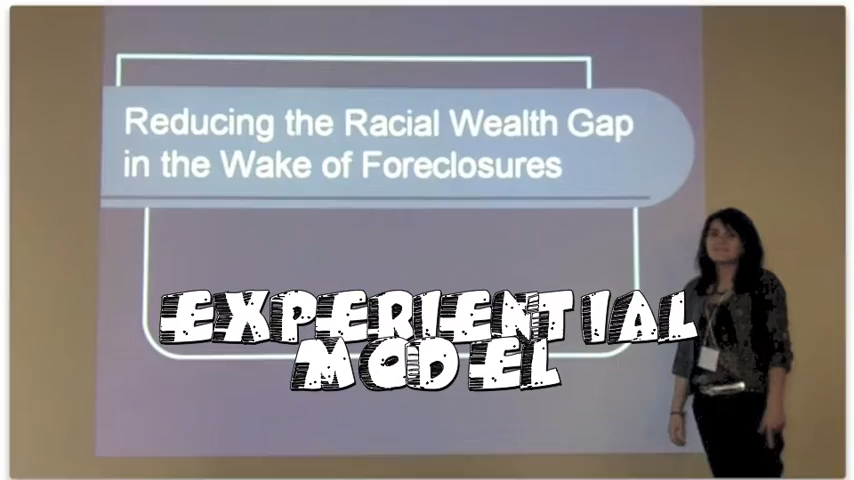 Reducing the Racial Wealth Gap
in the Wake of Foreclosures
EXPERIENTIAL
MODEL